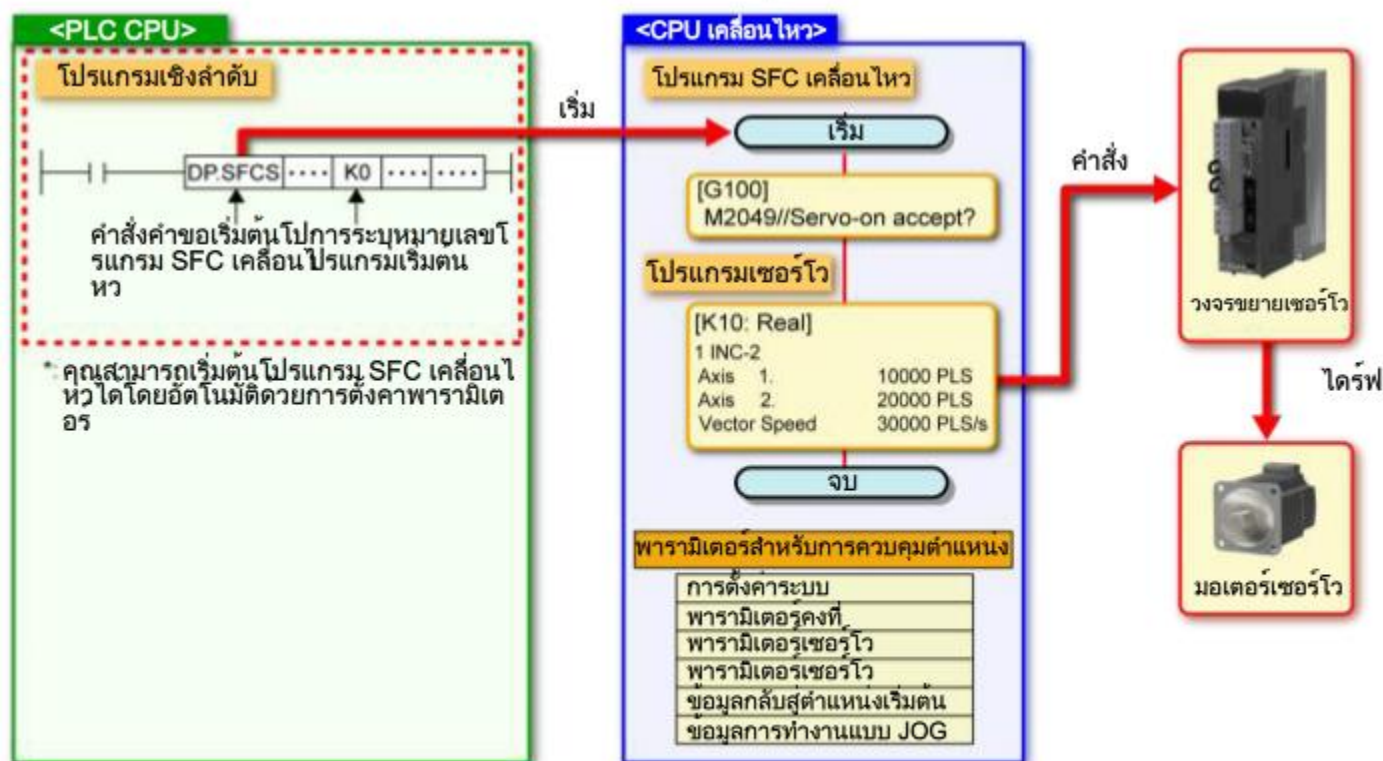 <PLC CPU>
โปรแกรมเชิงลำดับ
DP.SFCS ···· K0 ···· ····
คำสั่งคำขอเริ่มต้นโปการระบุหมายเลขโ
รแกรม SFC เคลื่อนไปรแกรมเริ่มต้น
หว
* คุณสามารถเริ่มต้นโปรแกรม SFC เคลื่อนไ
หวได้โดยอัตโนมัติด้วยการตั้งค่าพารามิเต
อร์
เริ่ม
<CPU เคลื่อนไหว>
โปรแกรม SFC เคลื่อนไหว
เริ่ม
[G100]
M2049//Servo-on accept?
โปรแกรมเซอร์โว
[K10: Real]
1 INC-2
Axis 1. 10000 PLS
Axis 2. 20000 PLS
Vector Speed 30000 PLS/s
จบ
พารามิเตอร์สำหรับการควบคุมตำแหน่ง
การตั้งค่าระบบ
พารามิเตอร์คงที่
พารามิเตอร์เซอร์โว
พารามิเตอร์เซอร์โว
ข้อมูลกลับสู่ตำแหน่งเริ่มต้น
ข้อมูลการทำงานแบบ JOG
คำสั่ง
วงจรขยายเซอร์โว
ไดร์ฟ
มอเตอร์เซอร์โว